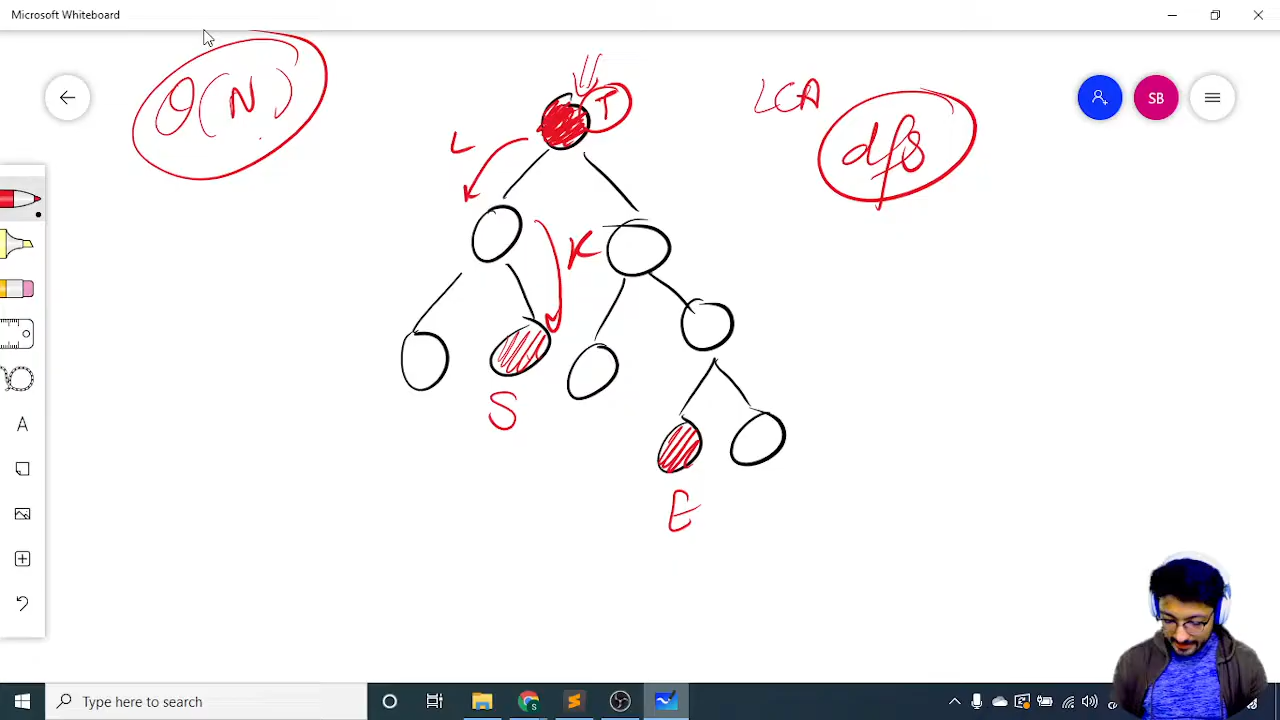 Microsoft Whiteboard
O(N)
T
LCA
dfs
L
R
S
E
SB
A
Type here to search